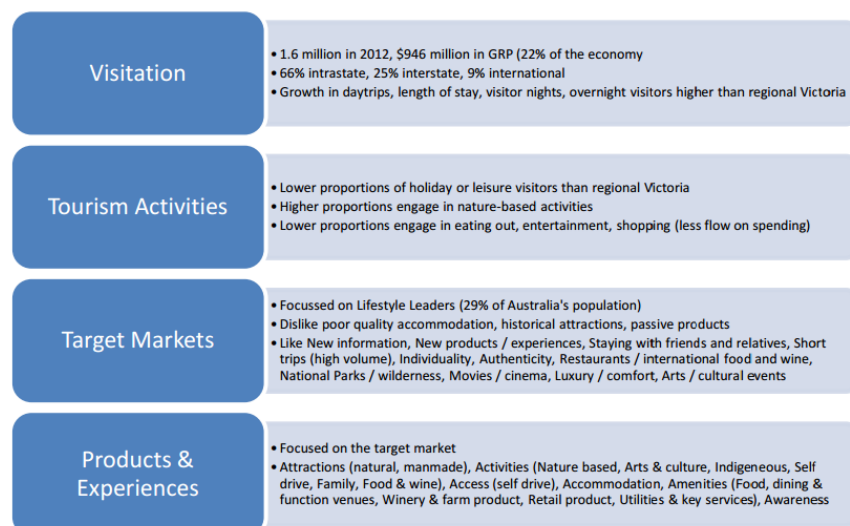 Visitation
• 1.6 million in 2012, $946 million in GRP (22% of the economy
• 66% intrastate, 25% interstate, 9% international
• Growth in daytrips, length of stay, visitor nights, overnight visitors higher than regional Victoria
Tourism Activities
• Lower proportions of holiday or leisure visitors than regional Victoria
• Higher proportions engage in nature-based activities
• Lower proportions engage in eating out, entertainment, shopping (less flow on spending)
Target Markets
• Focussed on Lifestyle Leaders (29% of Australia's population)
• Dislike poor quality accommodation, historical attractions, passive products
• Like New information, New products / experiences, Staying with friends and relatives, Short
trips (high volume), Individuality, Authenticity, Restaurants / international food and wine,
National Parks / wilderness, Movies / cinema, Luxury / comfort, Arts / cultural events
Products &
Experiences
• Focused on the target market
• Attractions (natural, manmade), Activities (Nature based, Arts & culture, Indigeneous, Self
drive, Family, Food & wine), Access (self drive), Accommodation, Amenities (Food, dining &
function venues, Winery & farm product, Retail product, Utilities & key services), Awareness